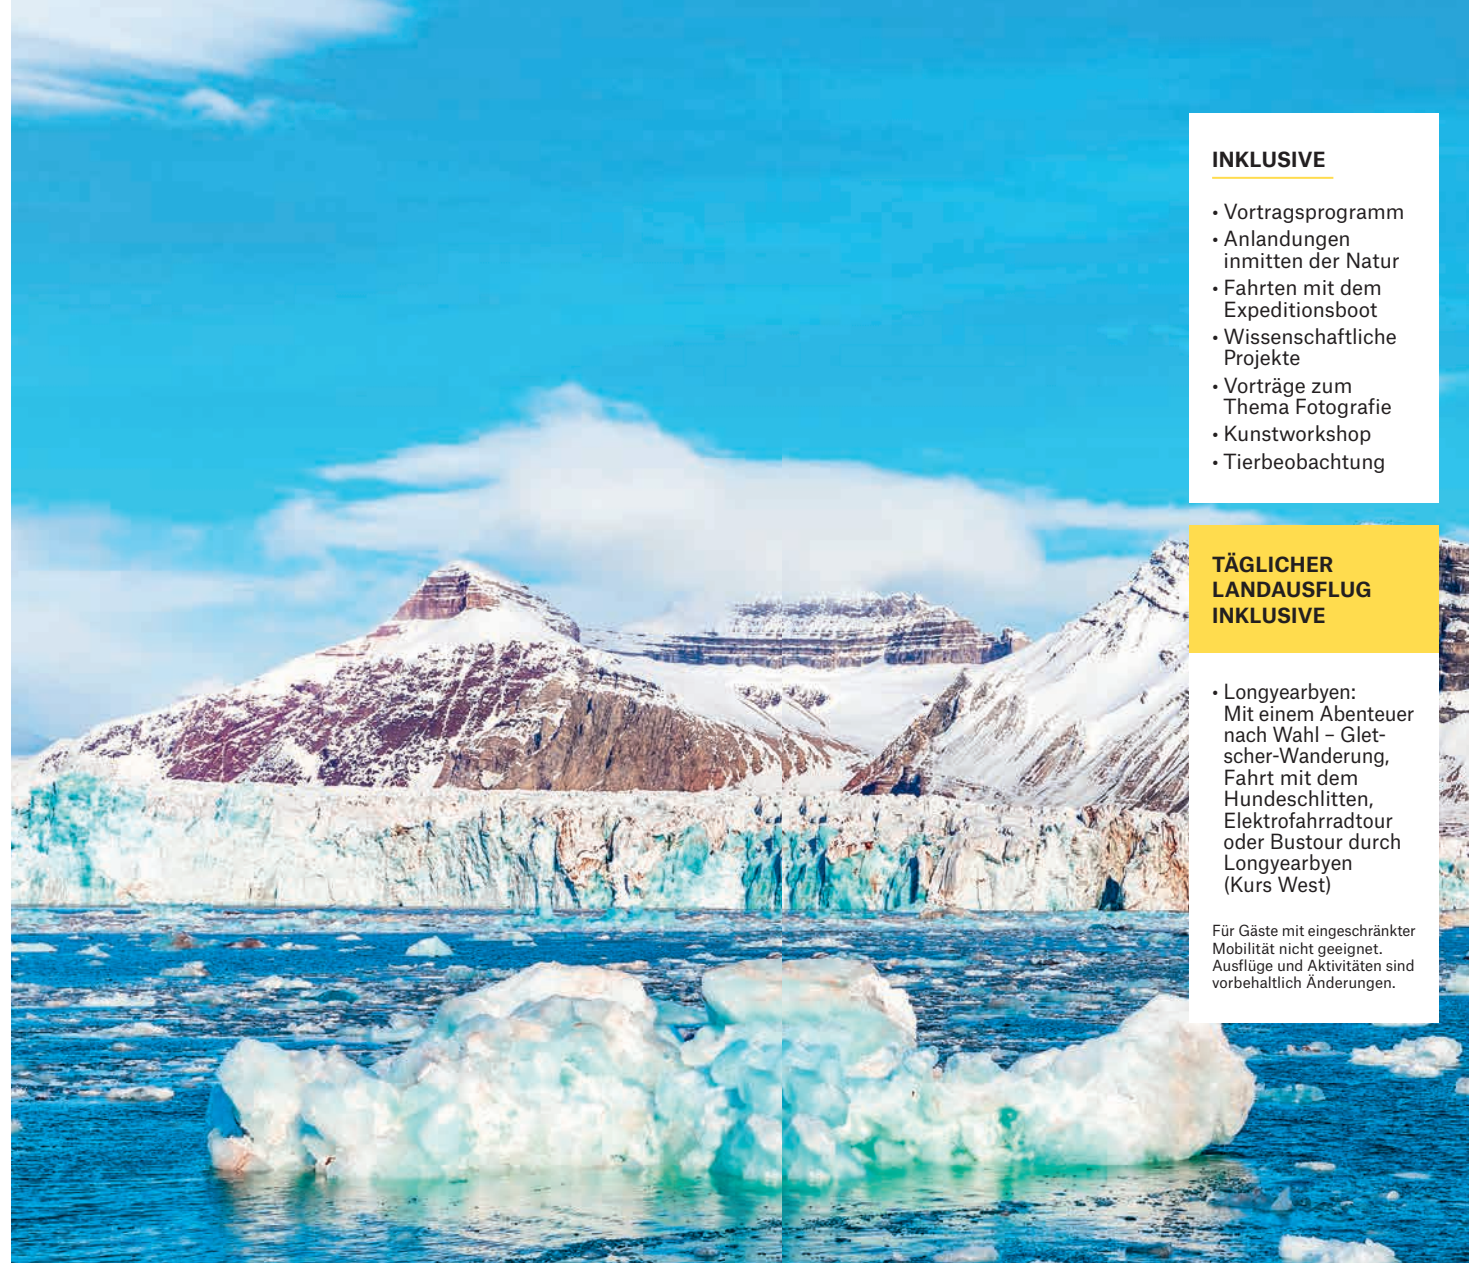 INKLUSIVE
• Vortragsprogramm
• Anlandungen
inmitten der Natur
• Fahrten mit dem
Expeditionsboot
• Wissenschaftliche
Projekte
• Vorträge zum
Thema Fotografie
• Kunstworkshop
• Tierbeobachtung
TÄGLICHER
LANDAUSFLUG
INKLUSIVE
• Longyearbyen:
Mit einem Abenteuer
nach Wahl – Glet-
scher-Wanderung,
Fahrt mit dem
Hundeschlitten,
Elektrofahrradtour
oder Bustour durch
Longyearbyen
(Kurs West)
Für Gäste mit eingeschränkter
Mobilität nicht geeignet.
Ausflüge und Aktivitäten sind
vorbehaltlich Änderungen.